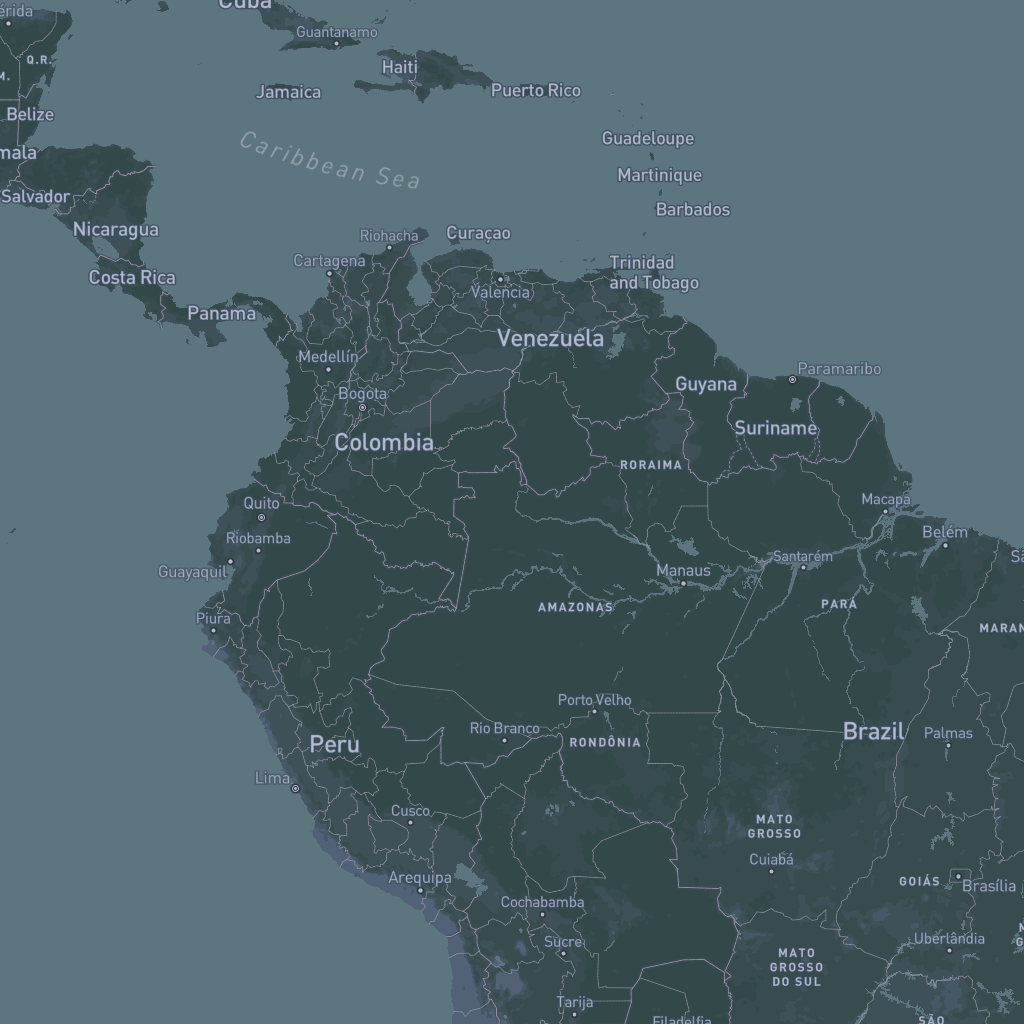 Cuba
érida
Guantanamo
Q.R.
Haiti
M.
Jamaica
Puerto Rico
Belize
Guadeloupe
mala
Caribbean Sea
Martinique
Salvador
Barbados
Nicaragua
Riohacha
Curaçao
Cartagena
Trinidad
and Tobago
Costa Rica
Valencia
Panama
Venezuela
Medellín
Paramaribo
Guyana
Bogota
Suriname
Colombia
RORAIMA
Macapá
Quito
Belém
Riobamba
Santarém
Sã
Guayaquil
Manaus
AMAZONAS
PARÁ
Piura
MARAN
Porto Velho
Rio Branco
Brazil
Palmas
RONDÔNIA
Peru
Lima
Cusco
MATO
GROSSO
Cuiabá
Arequipa
GOIÁS
Brasília
Cochabamba
M
G
Sucre
Uberlândia
MATO
GROSSO
DO SUL
Tarija
Filadelfia
SÃO